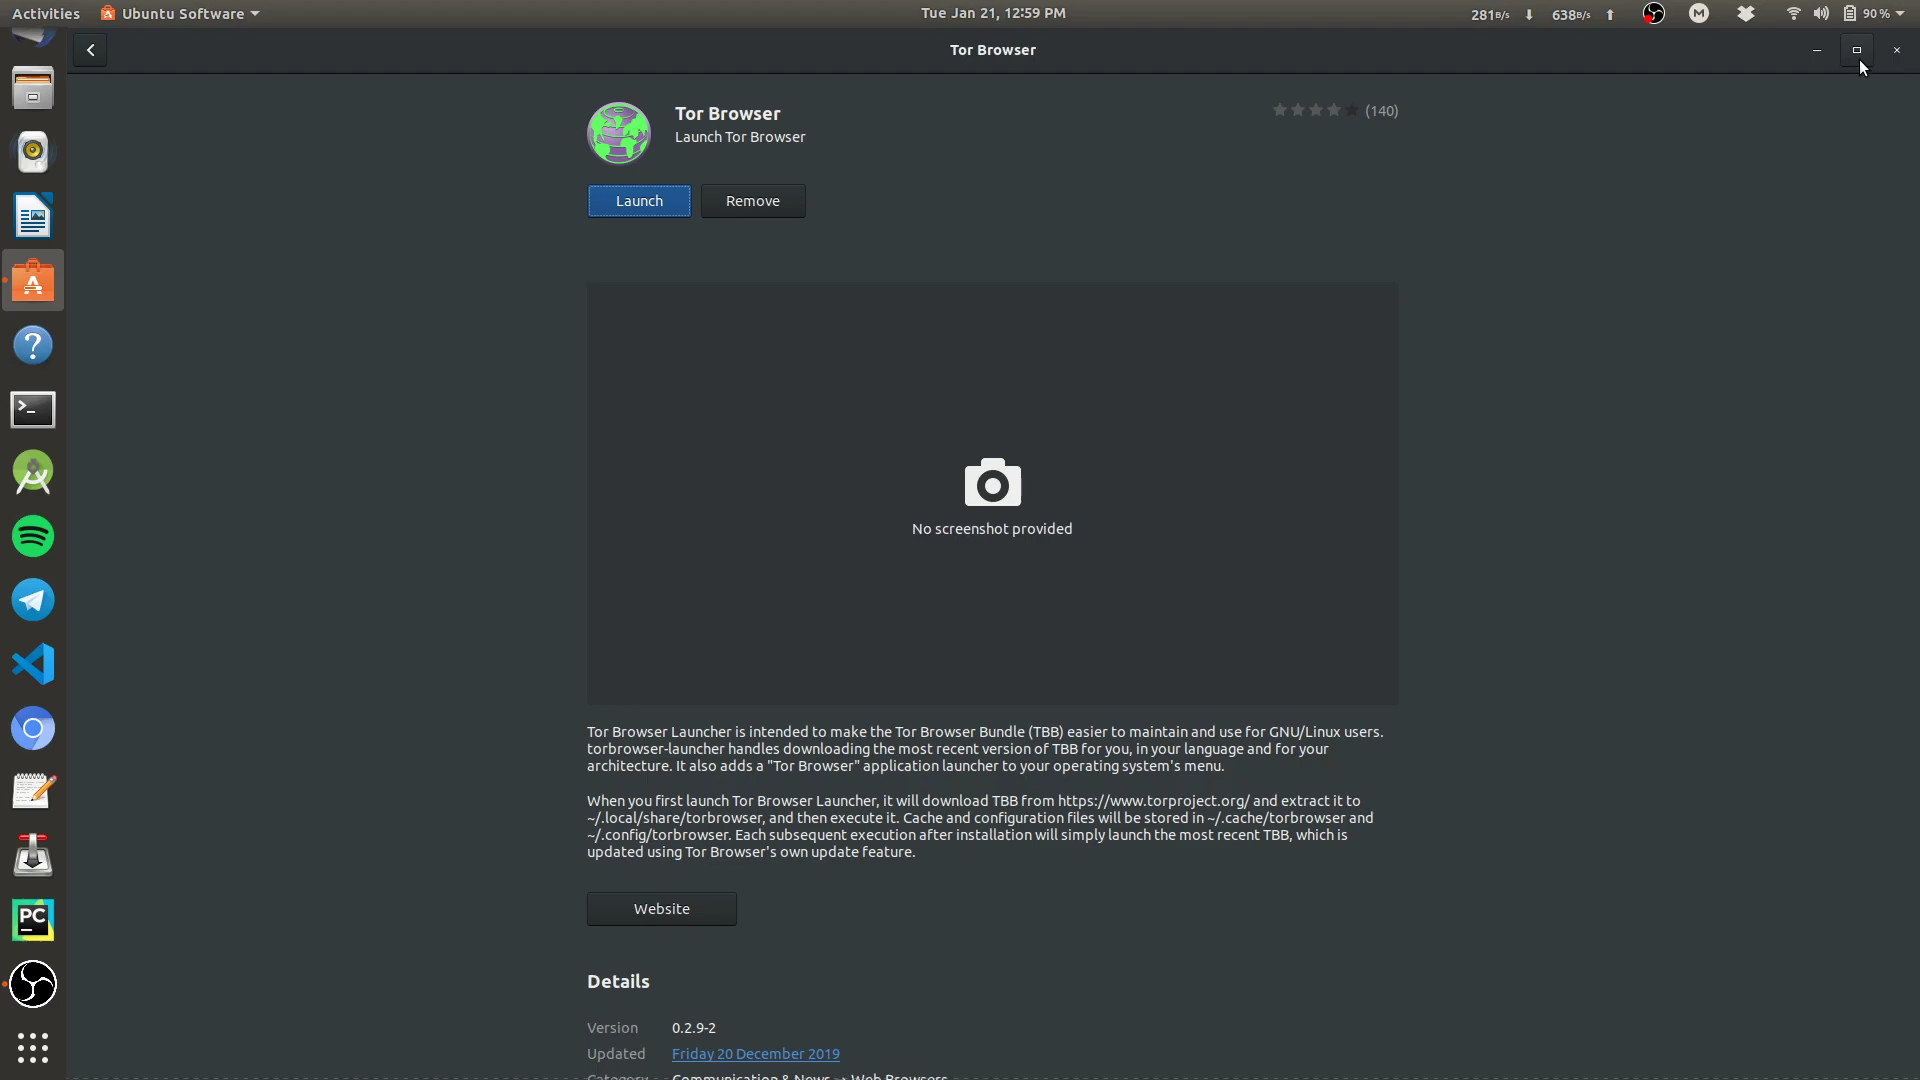 Activities
Ubuntu Software
Tue Jan 21, 12:59 PM
281B/s
638B/s
M
90 %
Tor Browser
Tor Browser
Launch Tor Browser
(140)
Launch
Remove
No screenshot provided
Tor Browser Launcher is intended to make the Tor Browser Bundle (TBB) easier to maintain and use for GNU/Linux users.
torbrowser-launcher handles downloading the most recent version of TBB for you, in your language and for your
architecture. It also adds a "Tor Browser" application launcher to your operating system's menu.
When you first launch Tor Browser Launcher, it will download TBB from https://www.torproject.org/ and extract it to
~/.local/share/torbrowser, and then execute it. Cache and configuration files will be stored in ~/.cache/torbrowser and
~/.config/torbrowser. Each subsequent execution after installation will simply launch the most recent TBB, which is
updated using Tor Browser's own update feature.
Website
PC
Details
Version 0.2.9-2
Updated Friday 20 December 2019
Category Communication & News → Web Browsers